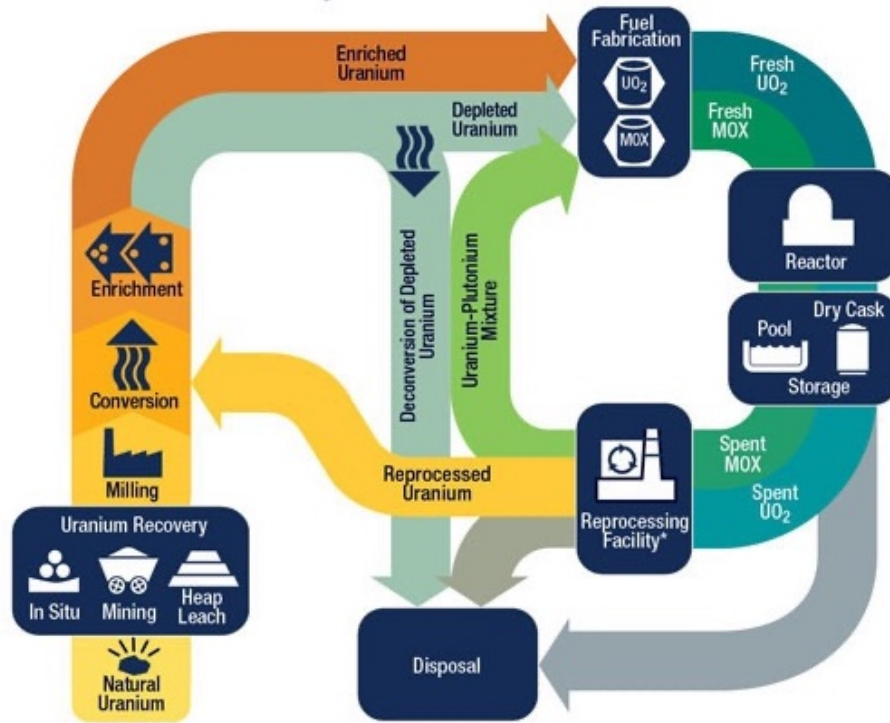 Fuel
Fabrication
UO₂
MOX
Enriched
Uranium
Depleted
Uranium
Fresh
UO₂
Fresh
MOX
Reactor
Enrichment
Deconversion of Depleted
Uranium
Uranium-Plutonium
Mixture
Dry Cask
Pool
Storage
Conversion
Milling
Reprocessed
Uranium
Spent
MOX
Spent
UO₂
Reprocessing
Facility*
Uranium Recovery
In Situ
Mining
Heap
Leach
Natural
Uranium
Disposal